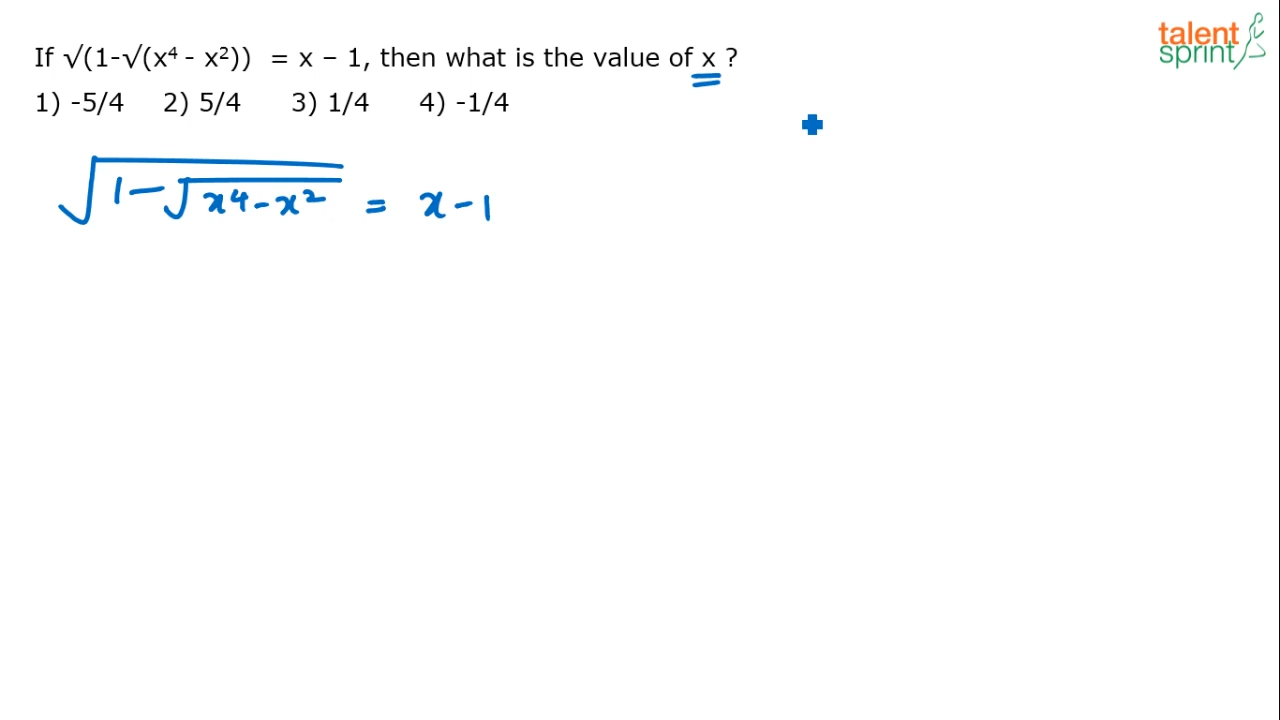 talent
sprint
If √(1-√(x⁴ - x²)) = x – 1, then what is the value of x ?
1) -5/4 2) 5/4 3) 1/4 4) -1/4
√(1-√(x⁴-x²)) = x-1